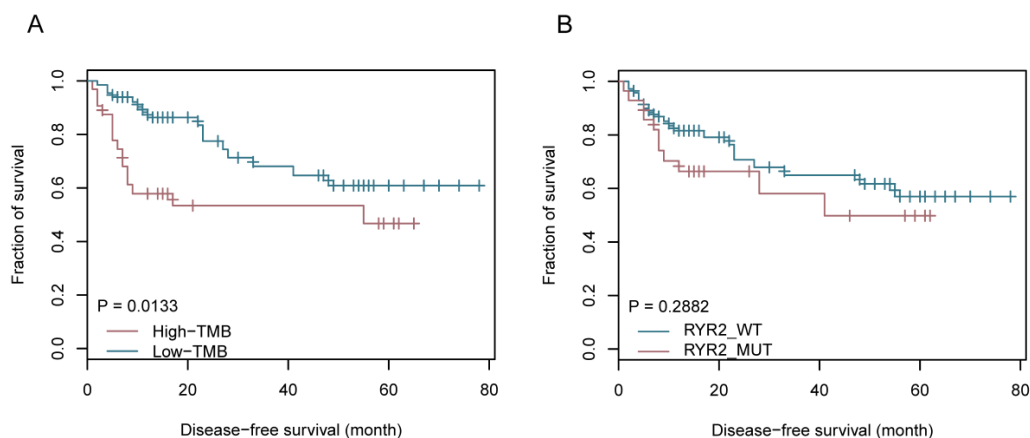 A
Fraction of survival
1.0
0.8
0.6
0.4
0.2
0.0
P = 0.0133
High−TMB
Low−TMB
0 20 40 60 80
Disease−free survival (month)
B
Fraction of survival
1.0
0.8
0.6
0.4
0.2
0.0
P = 0.2882
RYR2_WT
RYR2_MUT
0 20 40 60 80
Disease−free survival (month)